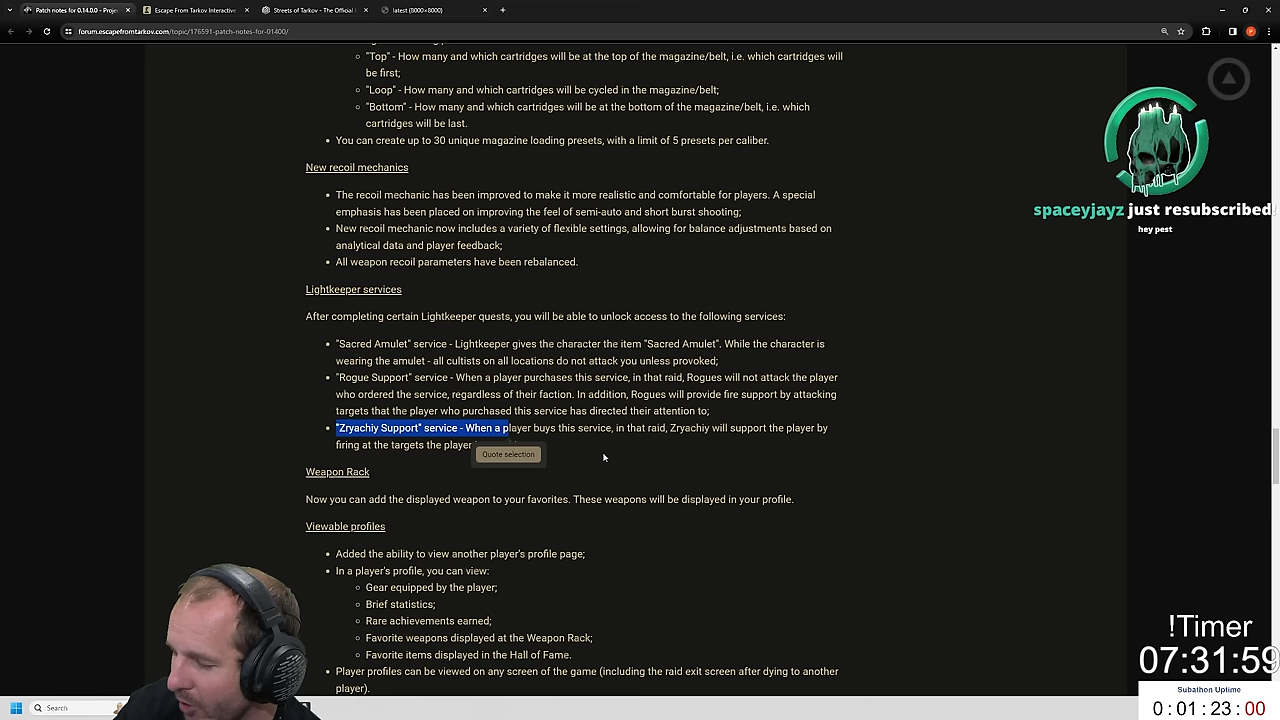 Patch notes for 0.14.0.0 - Proje
Escape From Tarkov Interactive
Streets of Tarkov - The Official
latest (8000×8000)
forum.escapefromtarkov.com/topic/176591-patch-notes-for-01400/
"Top" - How many and which cartridges will be at the top of the magazine/belt, i.e. which cartridges will
be first;
"Loop" - How many and which cartridges will be cycled in the magazine/belt;
"Bottom" - How many and which cartridges will be at the bottom of the magazine/belt, i.e. which
cartridges will be last.
You can create up to 30 unique magazine loading presets, with a limit of 5 presets per caliber.
New recoil mechanics
The recoil mechanic has been improved to make it more realistic and comfortable for players. A special
emphasis has been placed on improving the feel of semi-auto and short burst shooting;
New recoil mechanic now includes a variety of flexible settings, allowing for balance adjustments based on
analytical data and player feedback;
All weapon recoil parameters have been rebalanced.
Lightkeeper services
After completing certain Lightkeeper quests, you will be able to unlock access to the following services:
"Sacred Amulet" service - Lightkeeper gives the character the item "Sacred Amulet". While the character is
wearing the amulet - all cultists on all locations do not attack you unless provoked;
"Rogue Support" service - When a player purchases this service, in that raid, Rogues will not attack the player
who ordered the service, regardless of their faction. In addition, Rogues will provide fire support by attacking
targets that the player who purchased this service has directed their attention to;
"Zryachiy Support" service - When a player buys this service, in that raid, Zryachiy will support the player by
firing at the targets the player
Quote selection
Weapon Rack
Now you can add the displayed weapon to your favorites. These weapons will be displayed in your profile.
Viewable profiles
Added the ability to view another player's profile page;
In a player's profile, you can view:
Gear equipped by the player;
Brief statistics;
Rare achievements earned;
Favorite weapons displayed at the Weapon Rack;
Favorite items displayed in the Hall of Fame.
Player profiles can be viewed on any screen of the game (including the raid exit screen after dying to another
player).
spaceyjayz just resubscribed!
hey pest
!Timer
07:31:59
Subathon Uptime
0:01:23:00
Search